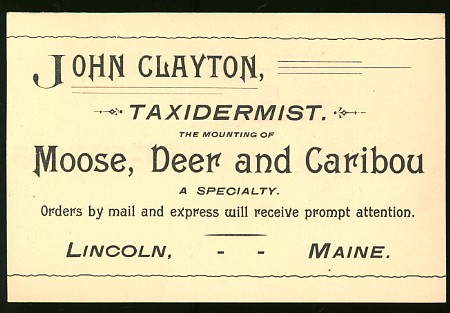 JOHN CLAYTON,
TAXIDERMIST.
THE MOUNTING OF
Moose, Deer and Caribou
A SPECIALTY.
Orders by mail and express will receive prompt attention.
LINCOLN, - - MAINE.